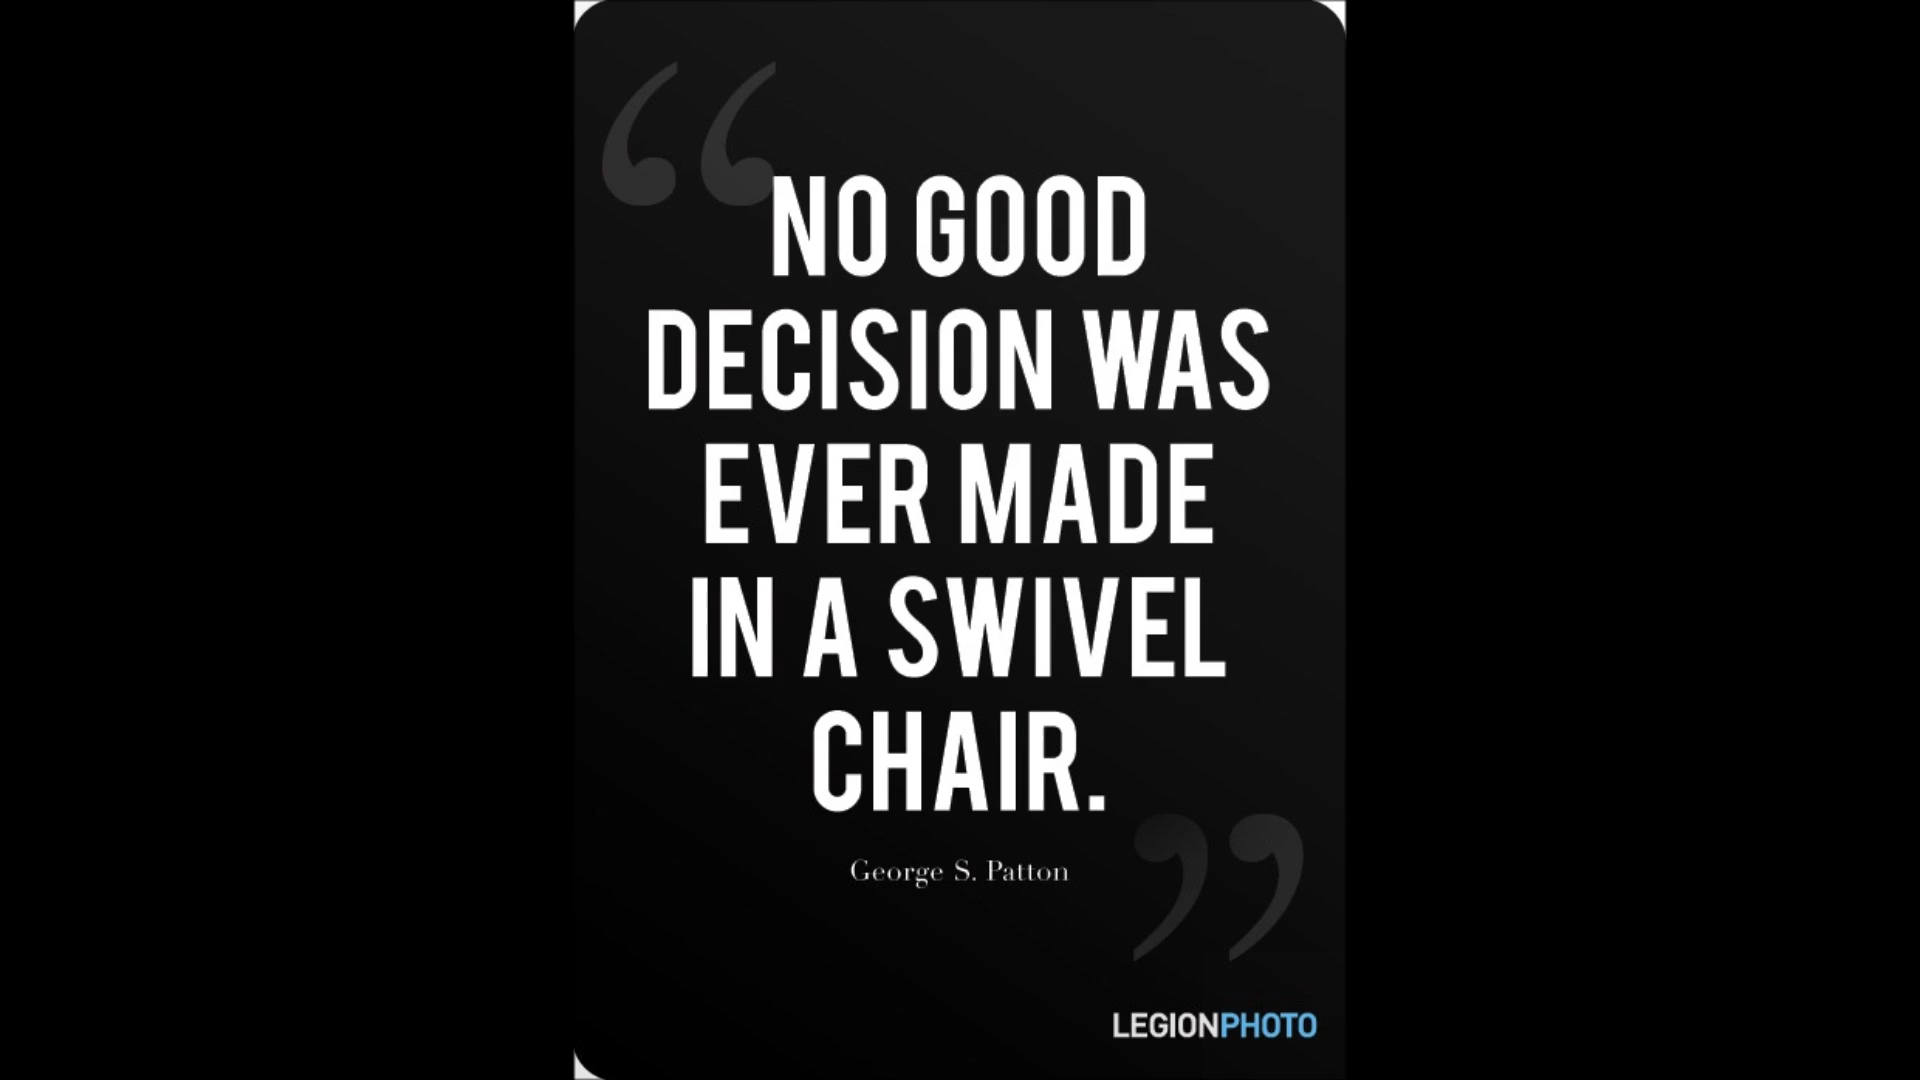 “NO GOOD
DECISION WAS
EVER MADE
IN A SWIVEL
CHAIR.”
George S. Patton
LEGIONPHOTO